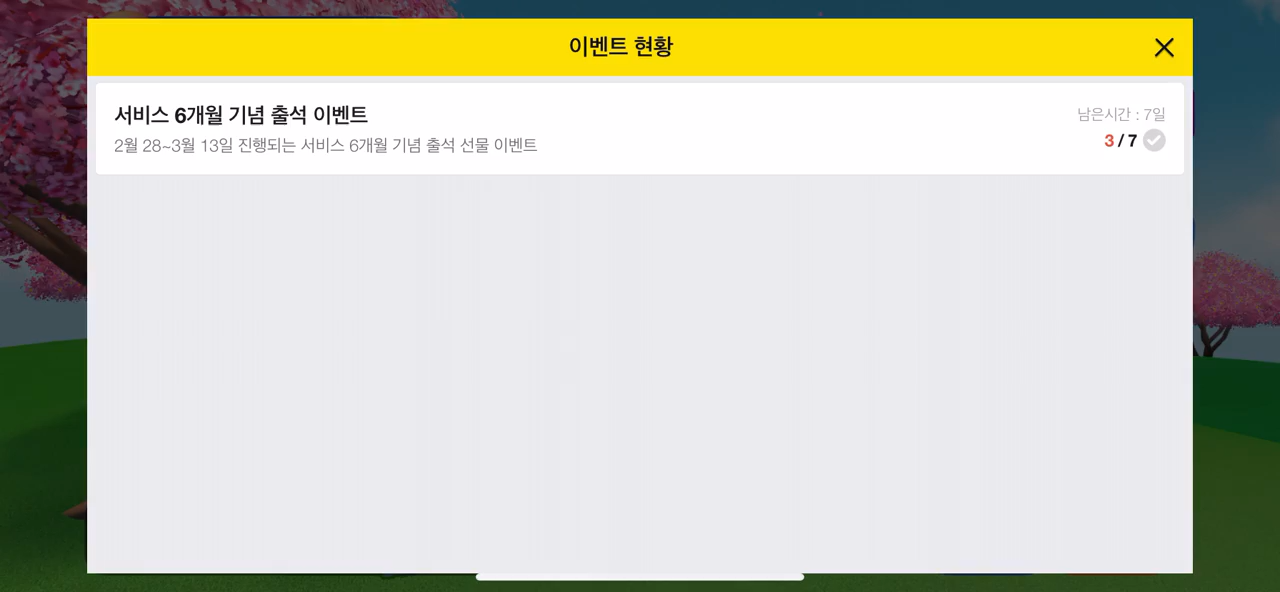 이벤트 현황
서비스 6개월 기념 출석 이벤트
남은시간 : 7일
2월 28~3월 13일 진행되는 서비스 6개월 기념 출석 선물 이벤트
3 / 7